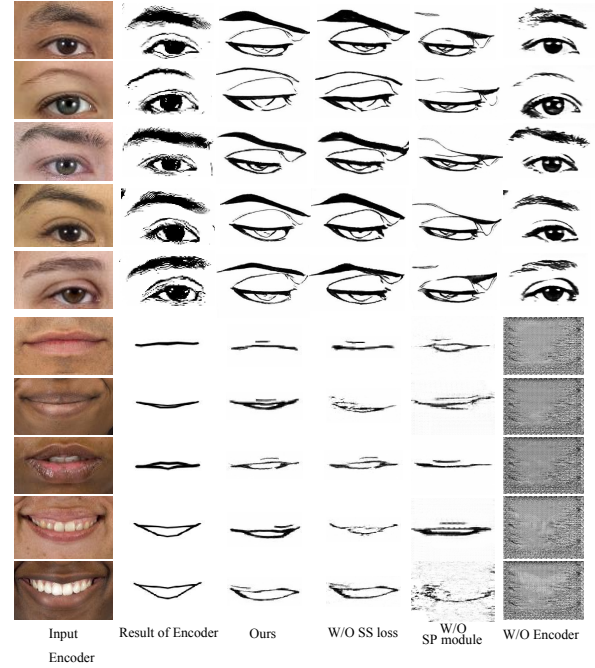 Input Result of Encoder Ours W/O SS loss W/O W/O Encoder
Encoder SP module